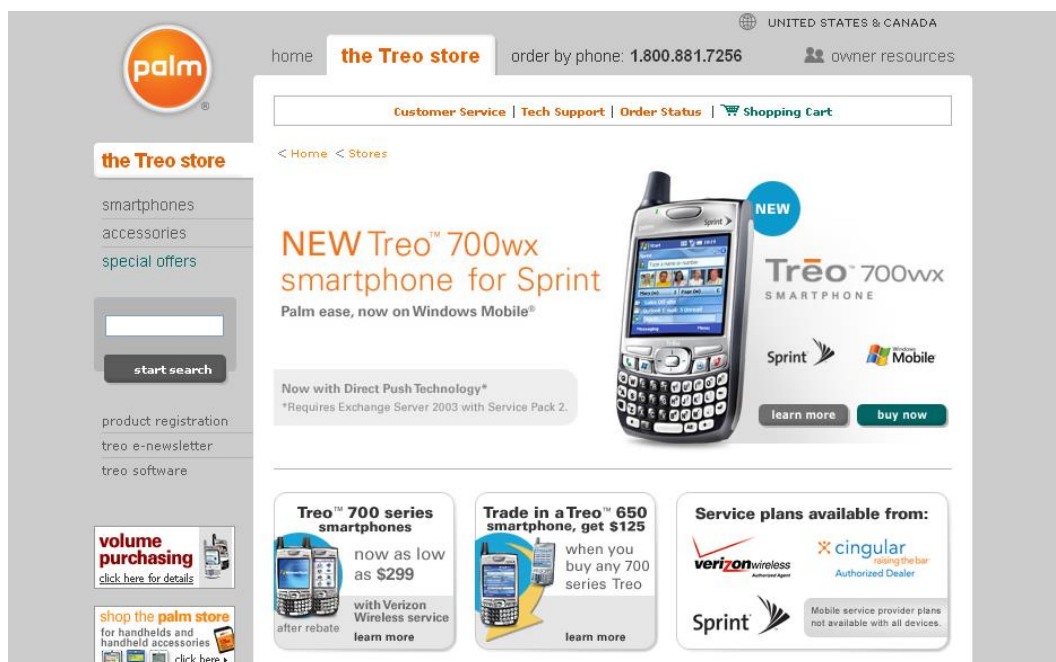 UNITED STATES & CANADA
palm
®
home
the Treo store
order by phone: 1.800.881.7256
owner resources
Customer Service | Tech Support | Order Status | Shopping Cart
< Home < Stores
the Treo store
smartphones
accessories
special offers
start search
product registration
treo e-newsletter
treo software
NEW Treo™ 700wx
smartphone for Sprint
Palm ease, now on Windows Mobile®
Now with Direct Push Technology*
*Requires Exchange Server 2003 with Service Pack 2.
Sprint
NEW
Trēo™ 700wx
SMARTPHONE
Sprint
Windows
Mobile
learn more
buy now
volume
purchasing
click here for details
shop the palm store
for handhelds and
handheld accessories
click here
Treo™ 700 series
smartphones
now as low
as $299
after rebate
with Verizon
Wireless service
learn more
Trade in a Treo™ 650
smartphone, get $125
when you
buy any 700
series Treo
learn more
Service plans available from:
verizonwireless
Authorized Agent
cingular
raising the bar
Authorized Dealer
Sprint
Mobile service provider plans
not available with all devices.